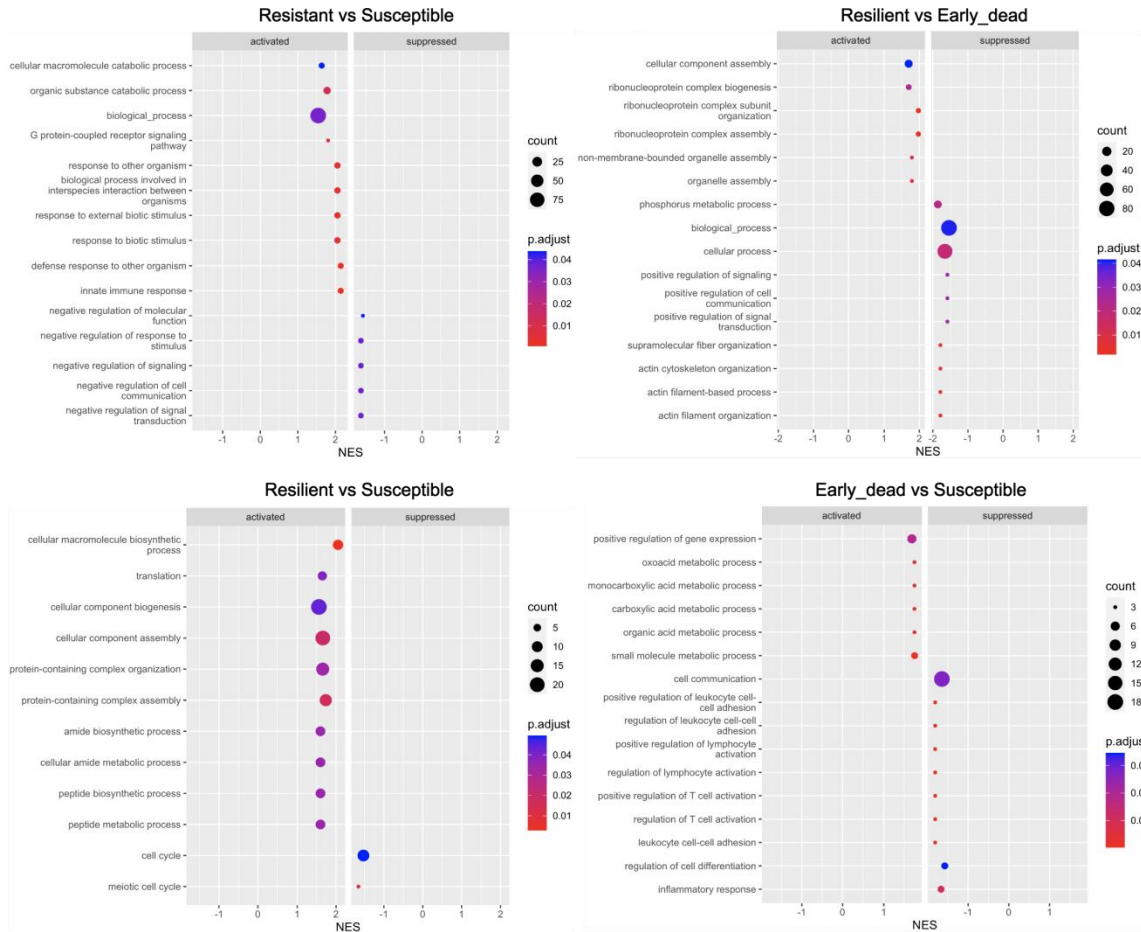 Resistant vs Susceptible
activated
suppressed
cellular macromolecule catabolic process
organic substance catabolic process
biological_process
G protein-coupled receptor signaling
pathway
response to other organism
biological process involved in
interspecies interaction between
organisms
response to external biotic stimulus
response to biotic stimulus
defense response to other organism
innate immune response
negative regulation of molecular
function
negative regulation of response to
stimulus
negative regulation of signaling
negative regulation of cell
communication
negative regulation of signal
transduction
-1 0 1 2 -1 0 1 2
NES
count
25
50
75
p.adjust
0.04
0.03
0.02
0.01
Resilient vs Early_dead
activated
suppressed
cellular component assembly
ribonucleoprotein complex biogenesis
ribonucleoprotein complex subunit
organization
ribonucleoprotein complex assembly
non-membrane-bounded organelle assembly
organelle assembly
phosphorus metabolic process
biological_process
cellular process
positive regulation of signaling
positive regulation of cell
communication
positive regulation of signal
transduction
supramolecular fiber organization
actin cytoskeleton organization
actin filament-based process
actin filament organization
-2 -1 0 1 2 -2 -1 0 1 2
NES
count
20
40
60
80
p.adjust
0.04
0.03
0.02
0.01
Resilient vs Susceptible
activated
suppressed
cellular macromolecule biosynthetic
process
translation
cellular component biogenesis
cellular component assembly
protein-containing complex organization
protein-containing complex assembly
amide biosynthetic process
cellular amide metabolic process
peptide biosynthetic process
peptide metabolic process
cell cycle
meiotic cell cycle
-1 0 1 2 -1 0 1 2
NES
count
5
10
15
20
p.adjust
0.04
0.03
0.02
0.01
Early_dead vs Susceptible
activated
suppressed
positive regulation of gene expression
oxoacid metabolic process
monocarboxylic acid metabolic process
carboxylic acid metabolic process
organic acid metabolic process
small molecule metabolic process
cell communication
positive regulation of leukocyte cell-
cell adhesion
regulation of leukocyte cell-cell
adhesion
positive regulation of lymphocyte
activation
regulation of lymphocyte activation
positive regulation of T cell activation
regulation of T cell activation
leukocyte cell-cell adhesion
regulation of cell differentiation
inflammatory response
-1 0 1 -1 0 1
NES
count
3
6
9
12
15
18
p.adjust
0.0
0.0
0.0